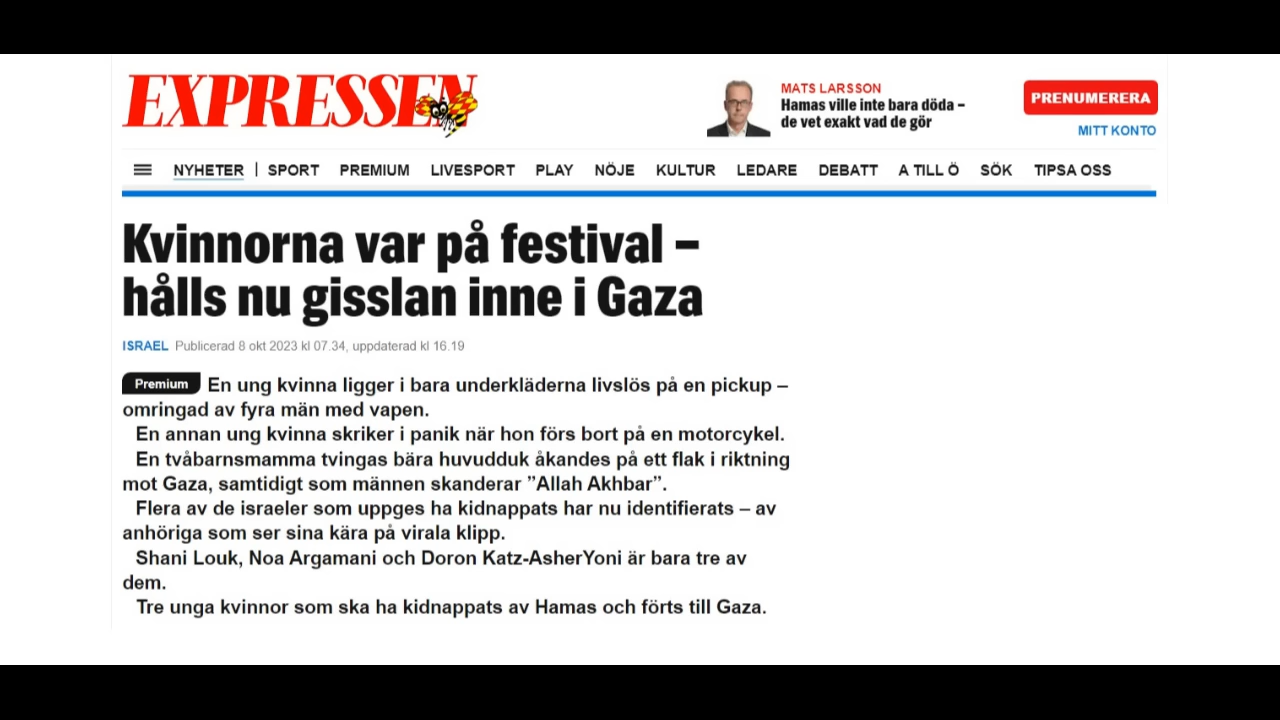 EXPRESSEN
MATS LARSSON
Hamas ville inte bara döda –
de vet exakt vad de gör
PRENUMERERA
MITT KONTO
NYHETER | SPORT PREMIUM LIVESPORT PLAY NÖJE KULTUR LEDARE DEBATT A TILL Ö SÖK TIPSA OSS
Kvinnorna var på festival –
hålls nu gisslan inne i Gaza
ISRAEL Publicerad 8 okt 2023 kl 07.34, uppdaterad kl 16.19
Premium En ung kvinna ligger i bara underkläderna livslös på en pickup –
omringad av fyra män med vapen.
En annan ung kvinna skriker i panik när hon förs bort på en motorcykel.
En tvåbarnsmamma tvingas bära huvudduk åkandes på ett flak i riktning
mot Gaza, samtidigt som männen skanderar ”Allah Akhbar”.
Flera av de israeler som uppges ha kidnappats har nu identifierats – av
anhöriga som ser sina kära på virala klipp.
Shani Louk, Noa Argamani och Doron Katz-AsherYoni är bara tre av
dem.
Tre unga kvinnor som ska ha kidnappats av Hamas och förts till Gaza.